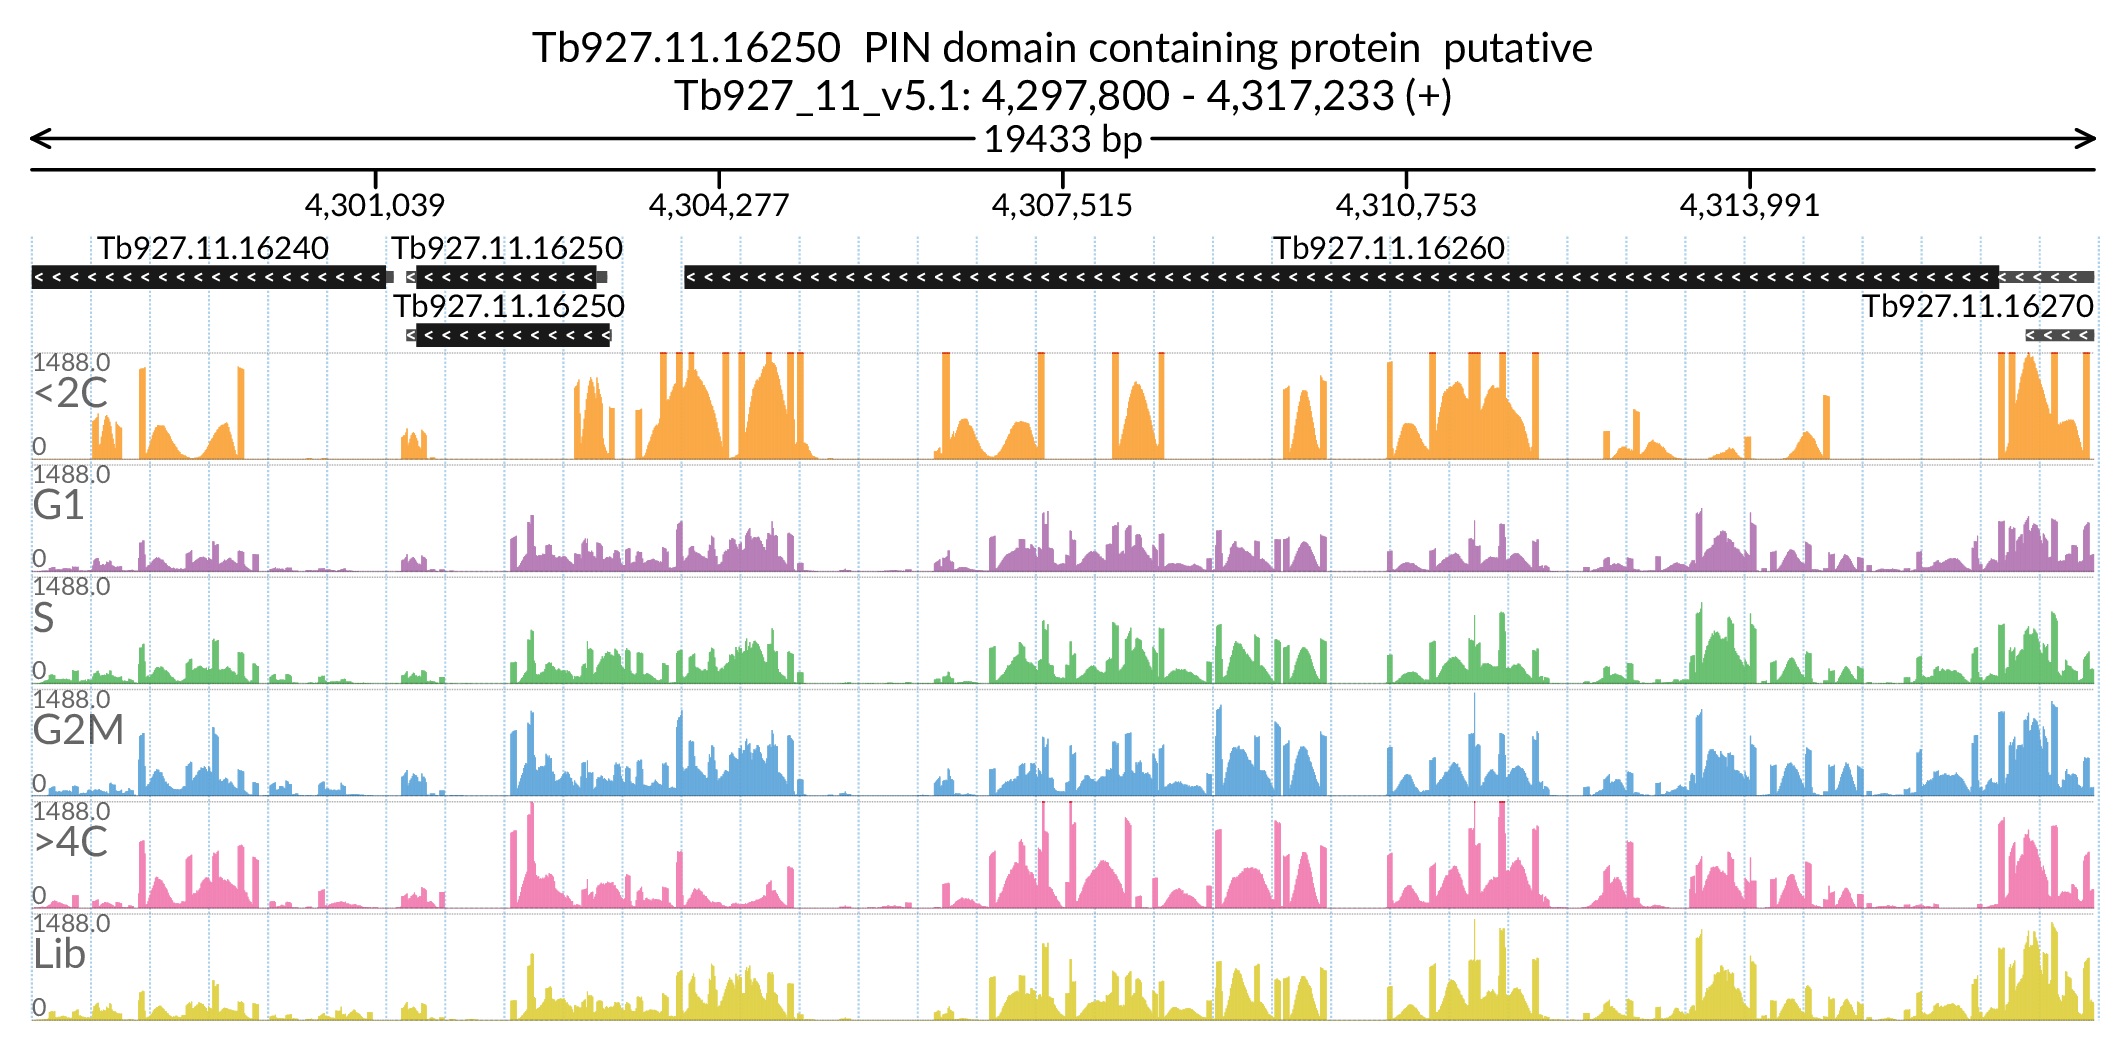 Tb927.11.16250  PIN domain containing protein  putative
Tb927_11_v5.1: 4,297,800 - 4,317,233 (+)
19433 bp
4,301,039 4,304,277 4,307,515 4,310,753 4,313,991
Tb927.11.16240 Tb927.11.16250 Tb927.11.16260
Tb927.11.16250 Tb927.11.16270
1488.0
<2C
0
1488.0
G1
0
1488.0
S
0
1488.0
G2M
0
1488.0
>4C
0
1488.0
Lib
0